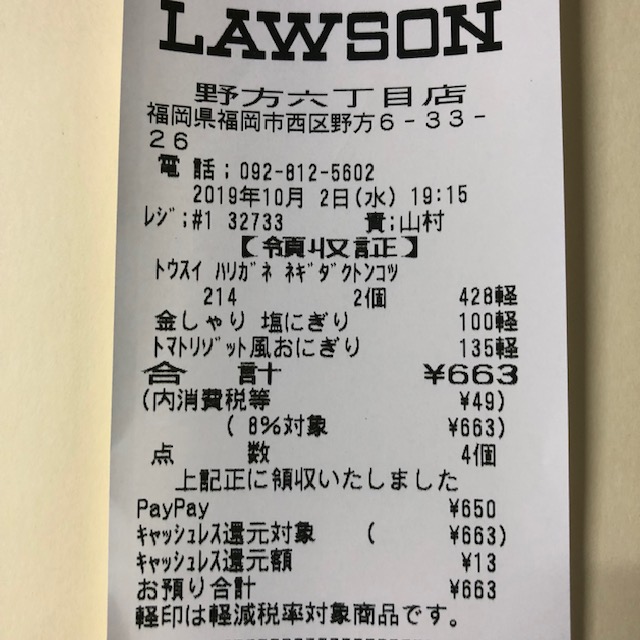 LAWSON
野方六丁目店
福岡県福岡市西区野方6-33-
26
電話;092-812-5602
2019年10月 2日(水) 19:15
ﾚｼﾞ;#1 32733 責;山村
【領収証】
ﾄｳｽｲ ﾊﾘｶﾞﾈ ﾈｷﾞﾀﾞｸﾄﾝｺﾂ
214 2個 428軽
金しゃり 塩にぎり 100軽
ﾄﾏﾄﾘｿﾞｯﾄ風おにぎり 135軽
合 計 ¥663
(内消費税等 ¥49)
( 8%対象 ¥663)
点 数 4個
上記正に領収いたしました
PayPay ¥650
ｷｬｯｼｭﾚｽ還元対象 ( ¥663)
ｷｬｯｼｭﾚｽ還元額 ¥13
お預り合計 ¥663
軽印は軽減税率対象商品です。